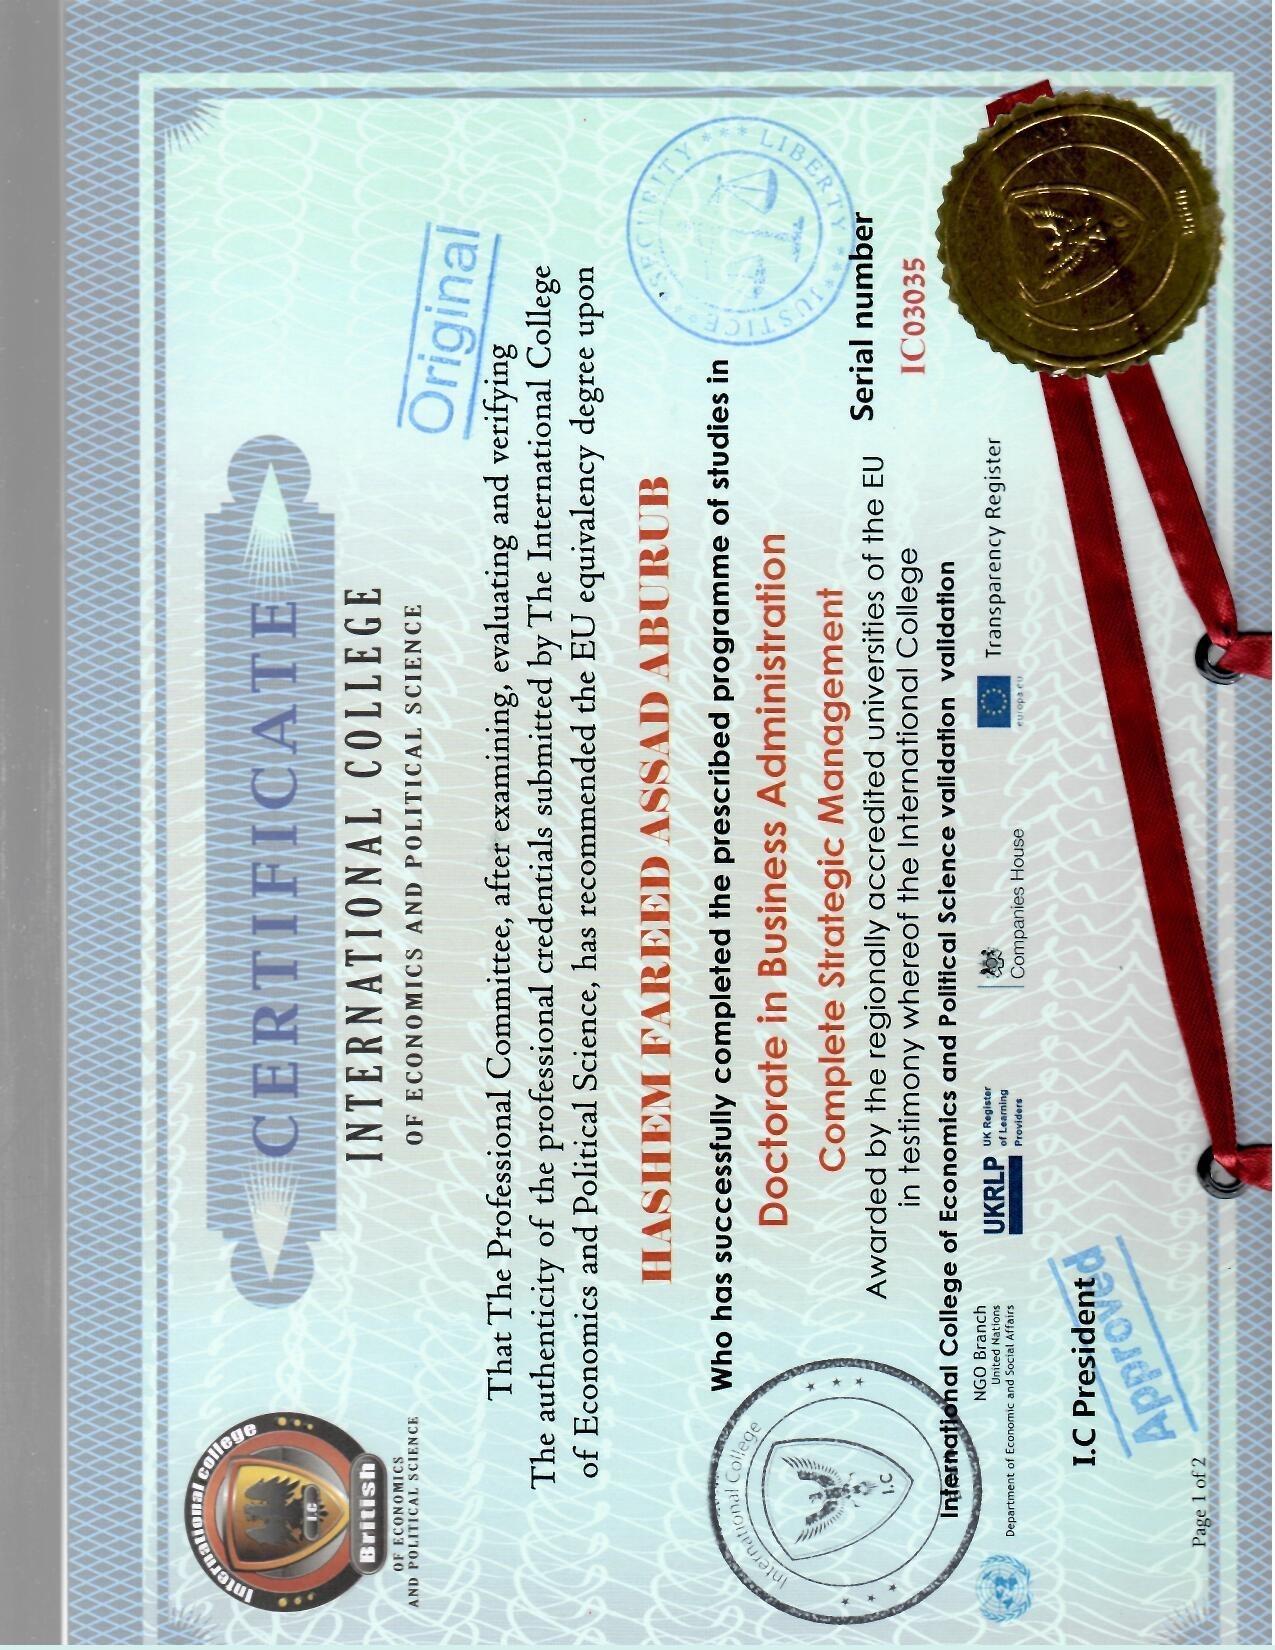 International college
I.C
British
OF ECONOMICS
AND POLITICAL SCIENCE
CERTIFICATE
INTERNATIONAL COLLEGE
OF ECONOMICS AND POLITICAL SCIENCE
Original
That The Professional Committee, after examining, evaluating and verifying
The authenticity of the professional credentials submitted by The International College
of Economics and Political Science, has recommended the EU equivalency degree upon
HASHEM FAREED ASSAD ABURUB
Who has successfully completed the prescribed programme of studies in
Doctorate in Business Administration
Complete Strategic Management
Awarded by the regionally accredited universities of the EU
in testimony whereof the International College
International College of Economics and Political Science validation  validation
International College
I.C
JUSTICE *** SECURITY *** LIBERTY ***
Serial number
IC03035
NGO Branch
United Nations
Department of Economic and Social Affairs
UKRLP
UK Register
of Learning
Providers
Companies House
europa.eu
Transparency Register
I.C President
Approved
Page 1 of 2